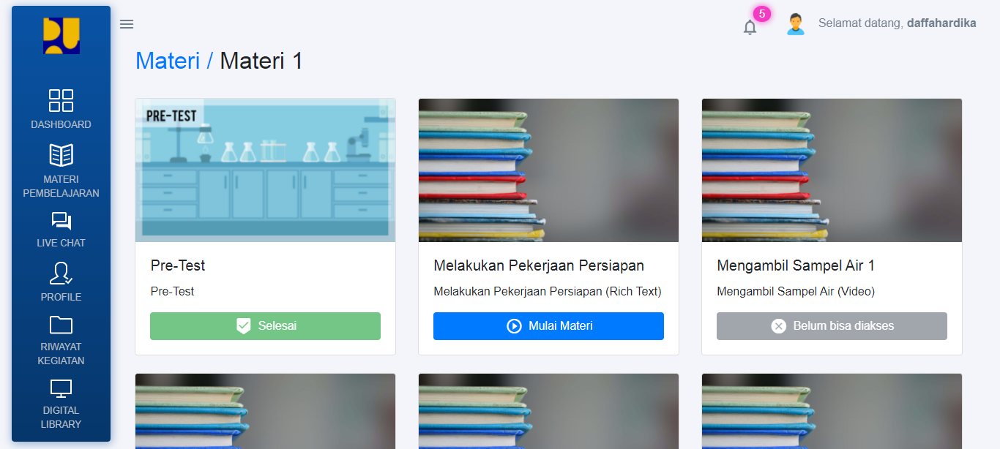 5
Selamat datang, daffahardika
Materi / Materi 1
DASHBOARD
MATERI
PEMBELAJARAN
LIVE CHAT
PROFILE
RIWAYAT
KEGIATAN
DIGITAL
LIBRARY
PRE-TEST
Pre-Test
Pre-Test
Selesai
Melakukan Pekerjaan Persiapan
Melakukan Pekerjaan Persiapan (Rich Text)
Mulai Materi
Mengambil Sampel Air 1
Mengambil Sampel Air (Video)
Belum bisa diakses